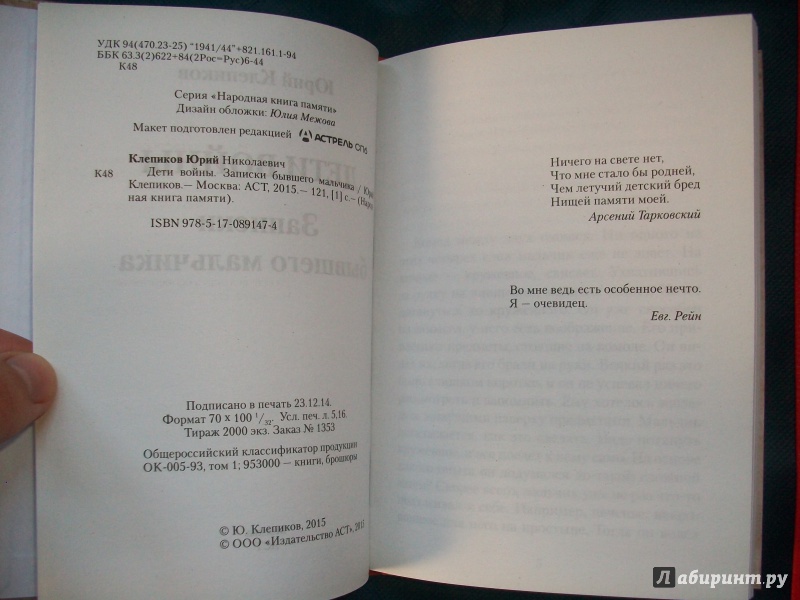 УДК 94(470.23-25) "1941/44"+821.161.1-94
ББК 63.3(2)622+84(2Рос=Рус)6-44
К48
Серия «Народная книга памяти»
Дизайн обложки: Юлия Межова
Макет подготовлен редакцией АСТРЕЛЬ СПб
Клепиков Юрий Николаевич
К48 Дети войны. Записки бывшего мальчика / Юри
Клепиков.— Москва: АСТ, 2015.— 121, [1] с.— (Наро
ная книга памяти).
ISBN 978-5-17-089147-4
Подписано в печать 23.12.14.
Формат 70 х 100 1/32. Усл. печ. л. 5,16.
Тираж 2000 экз. Заказ № 1353
Общероссийский классификатор продукции
ОК-005-93, том 1; 953000 — книги, брошюры
© Ю. Клепиков, 2015
© ООО «Издательство АСТ», 2015
Ничего на свете нет,
Что мне стало бы родней,
Чем летучий детский бред
Нищей памяти моей.
Арсений Тарковский
Во мне ведь есть особенное нечто.
Я — очевидец.
Евг. Рейн
Лабиринт.ру